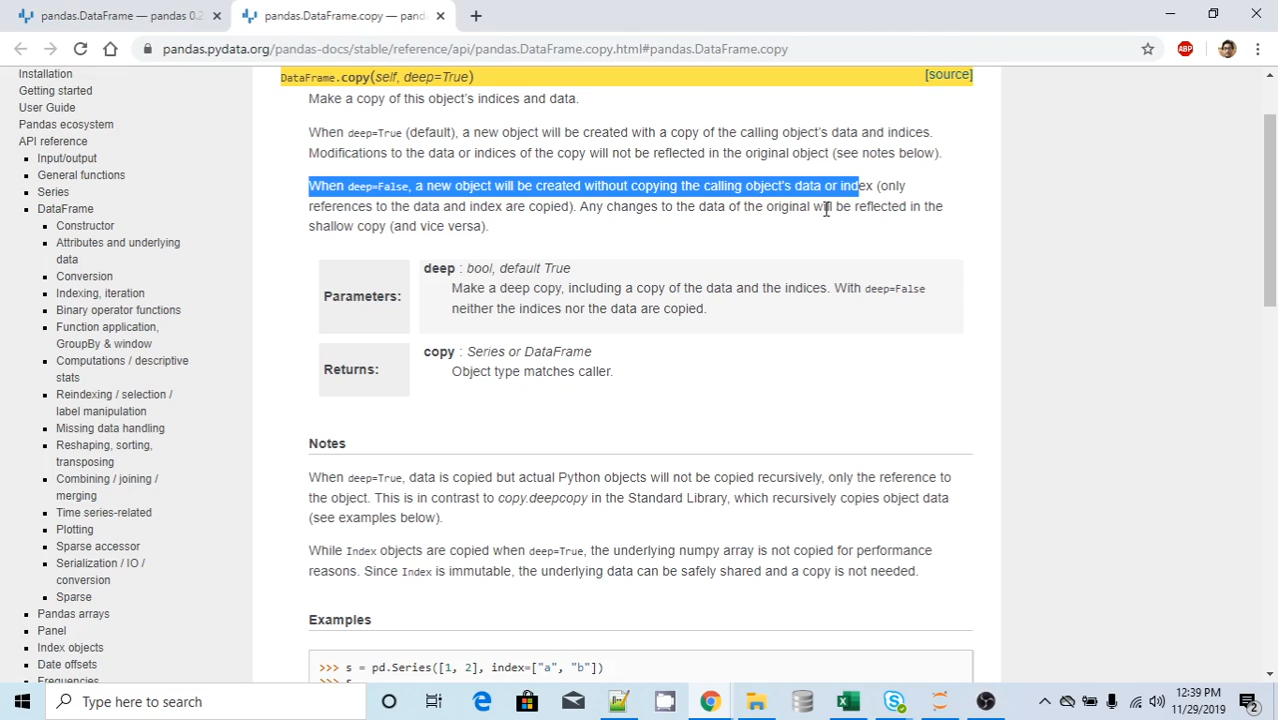 pandas.DataFrame — pandas 0.2
pandas.DataFrame.copy — pand
pandas.pydata.org/pandas-docs/stable/reference/api/pandas.DataFrame.copy.html#pandas.DataFrame.copy
ABP
Installation
Getting started
User Guide
Pandas ecosystem
API reference
Input/output
General functions
Series
DataFrame
Constructor
Attributes and underlying
data
Conversion
Indexing, iteration
Binary operator functions
Function application,
GroupBy & window
Computations / descriptive
stats
Reindexing / selection /
label manipulation
Missing data handling
Reshaping, sorting,
transposing
Combining / joining /
merging
Time series-related
Plotting
Sparse accessor
Serialization / IO /
conversion
Sparse
Pandas arrays
Panel
Index objects
Date offsets
Frequencies
DataFrame.copy(self, deep=True) [source]
Make a copy of this object's indices and data.
When deep=True (default), a new object will be created with a copy of the calling object's data and indices.
Modifications to the data or indices of the copy will not be reflected in the original object (see notes below).
When deep=False, a new object will be created without copying the calling object's data or index (only
references to the data and index are copied). Any changes to the data of the original will be reflected in the
shallow copy (and vice versa).
Parameters:
deep : bool, default True
Make a deep copy, including a copy of the data and the indices. With deep=False
neither the indices nor the data are copied.
Returns:
copy : Series or DataFrame
Object type matches caller.
Notes
When deep=True, data is copied but actual Python objects will not be copied recursively, only the reference to
the object. This is in contrast to copy.deepcopy in the Standard Library, which recursively copies object data
(see examples below).
While Index objects are copied when deep=True, the underlying numpy array is not copied for performance
reasons. Since Index is immutable, the underlying data can be safely shared and a copy is not needed.
Examples
>>> s = pd.Series([1, 2], index=["a", "b"])
>>> s
Type here to search
12:39 PM
11/29/2019
2